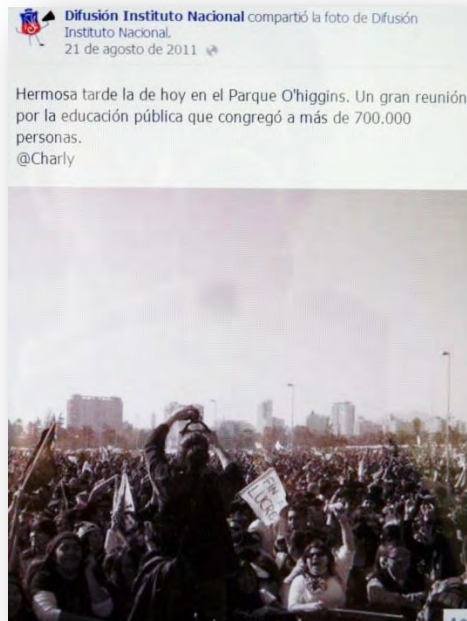 Difusión Instituto Nacional compartió la foto de Difusión
Instituto Nacional.
21 de agosto de 2011
Hermosa tarde la de hoy en el Parque O'higgins. Un gran reunión
por la educación pública que congregó a más de 700.000
personas.
@Charly
FIN
LUCRO